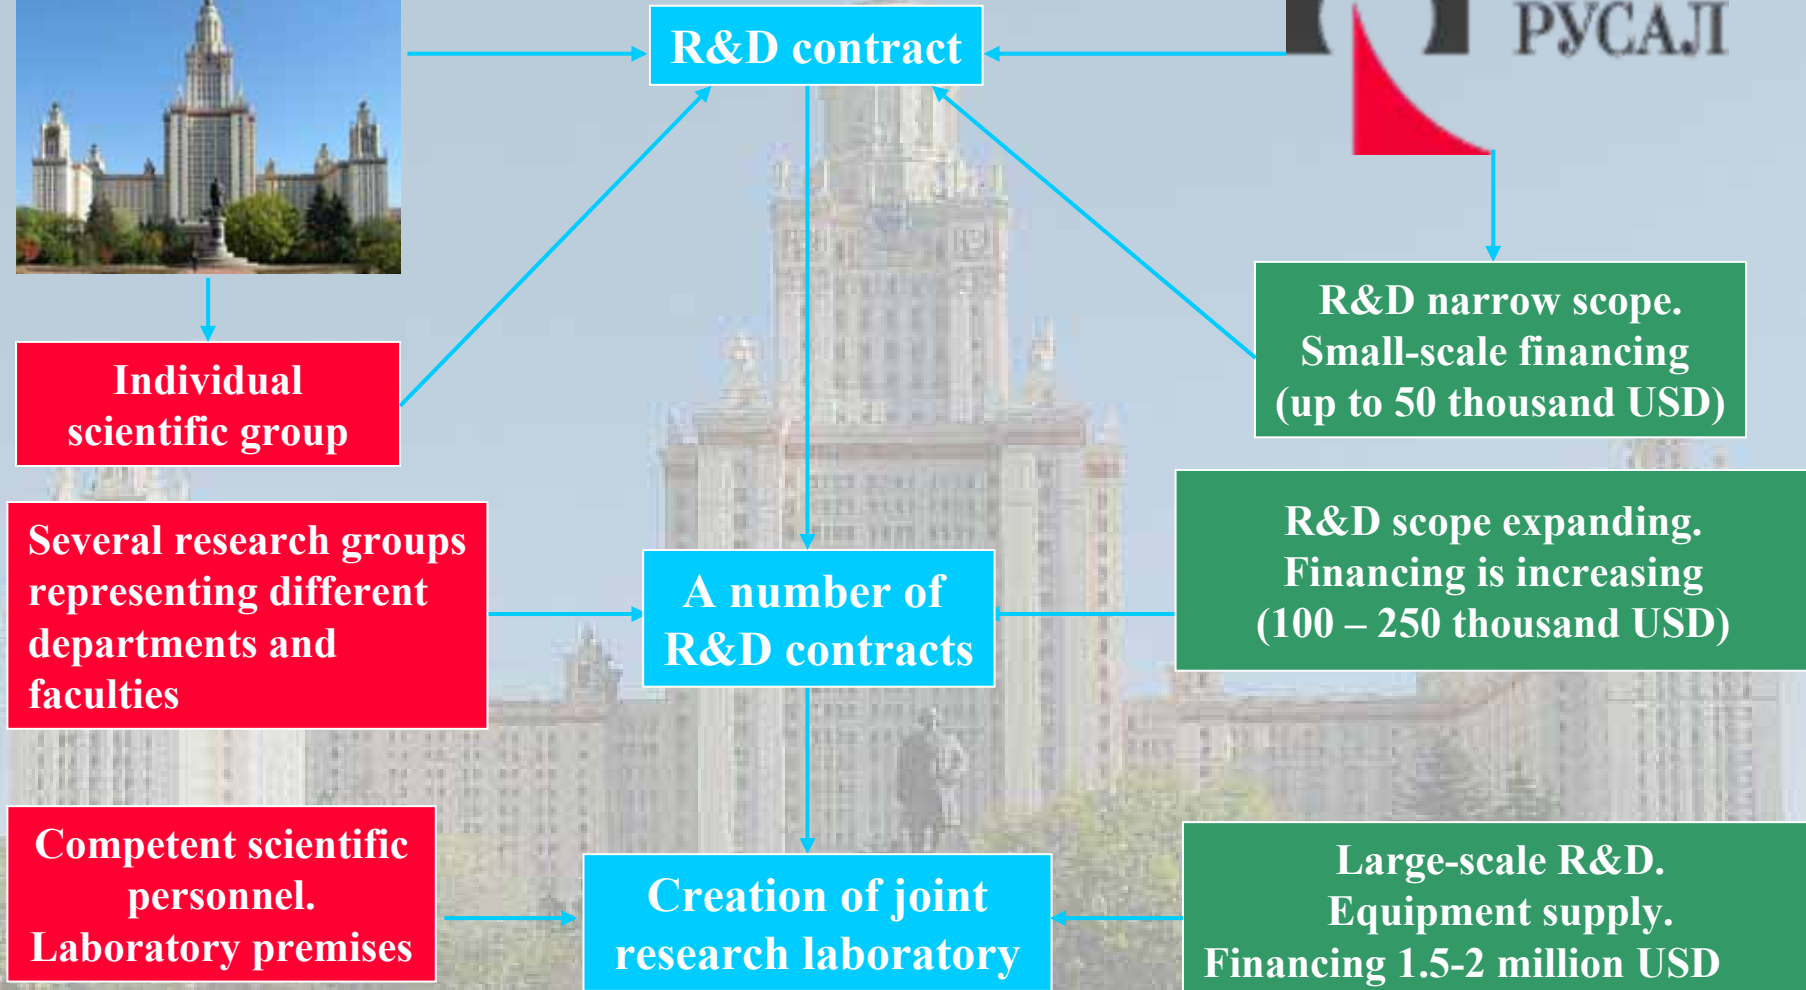 R&D contract
РУСАЛ
Individual
scientific group
R&D narrow scope.
Small-scale financing
(up to 50 thousand USD)
Several research groups
representing different
departments and
faculties
A number of
R&D contracts
R&D scope expanding.
Financing is increasing
(100 – 250 thousand USD)
Competent scientific
personnel.
Laboratory premises
Creation of joint
research laboratory
Large-scale R&D.
Equipment supply.
Financing 1.5-2 million USD